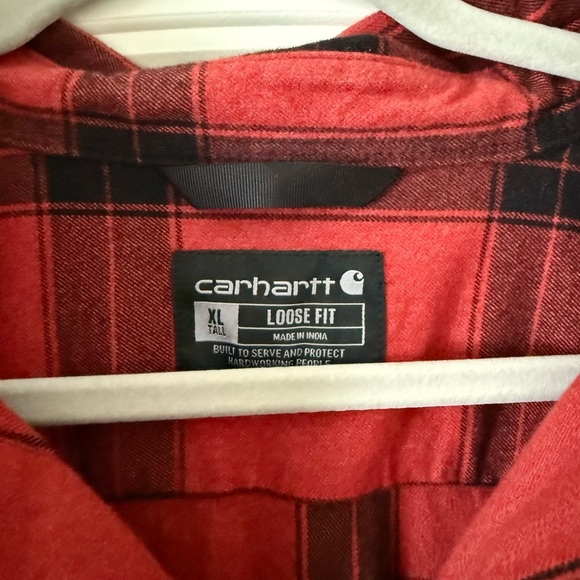 carhartt
XL
TALL
LOOSE FIT
MADE IN INDIA
BUILT TO SERVE AND PROTECT
HARDWORKING PEOPLE